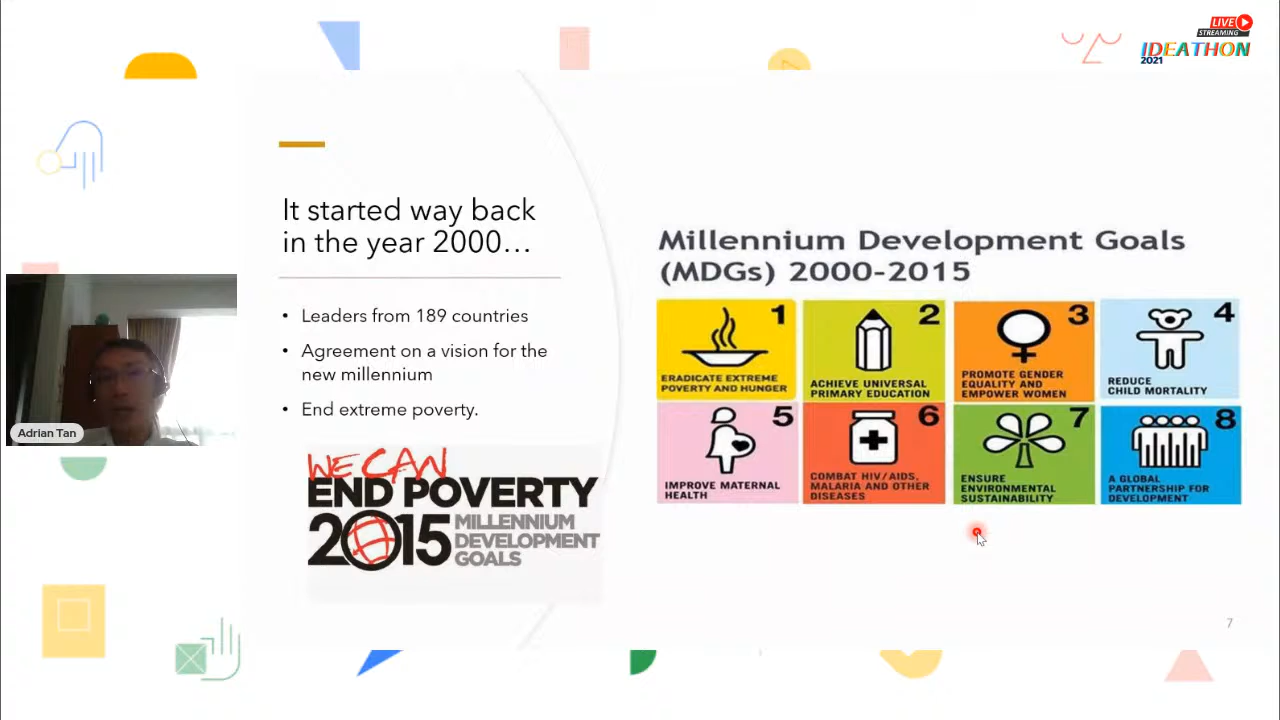 LIVE
STREAMING
IDEATHON
2021
It started way back
in the year 2000…
• Leaders from 189 countries
• Agreement on a vision for the
new millennium
• End extreme poverty.
WE CAN
END POVERTY
2015 MILLENNIUM
DEVELOPMENT
GOALS
Millennium Development Goals
(MDGs) 2000-2015
1
ERADICATE EXTREME
POVERTY AND HUNGER
2
ACHIEVE UNIVERSAL
PRIMARY EDUCATION
3
PROMOTE GENDER
EQUALITY AND
EMPOWER WOMEN
4
REDUCE
CHILD MORTALITY
5
IMPROVE MATERNAL
HEALTH
6
COMBAT HIV/AIDS,
MALARIA AND OTHER
DISEASES
7
ENSURE
ENVIRONMENTAL
SUSTAINABILITY
8
A GLOBAL
PARTNERSHIP FOR
DEVELOPMENT
Adrian Tan
7